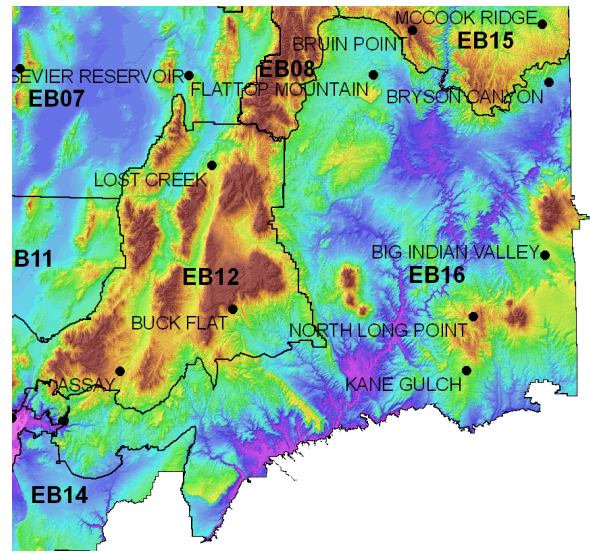 MCCOOK RIDGE
EB15
BRUIN POINT
EB08
SEVIER RESERVOIR
FLATTOP MOUNTAIN
BRYSON CANYON
EB07
LOST CREEK
B11
EB12
BIG INDIAN VALLEY
EB16
BUCK FLAT
NORTH LONG POINT
ASSAY
KANE GULCH
EB14